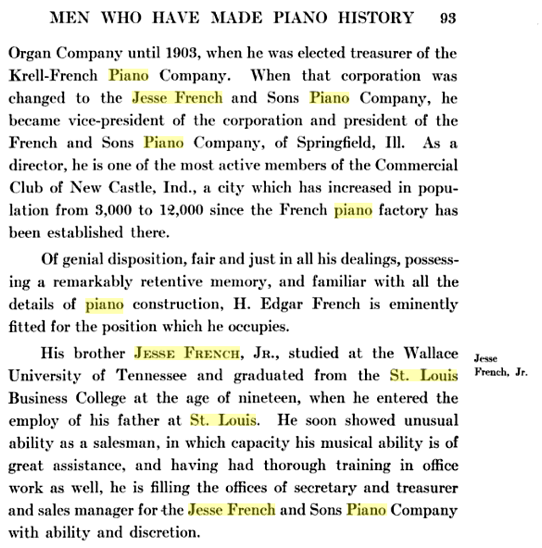 MEN WHO HAVE MADE PIANO HISTORY 93
Organ Company until 1903, when he was elected treasurer of the
Krell-French Piano Company. When that corporation was
changed to the Jesse French and Sons Piano Company, he
became vice-president of the corporation and president of the
French and Sons Piano Company, of Springfield, Ill. As a
director, he is one of the most active members of the Commercial
Club of New Castle, Ind., a city which has increased in popu-
lation from 3,000 to 12,000 since the French piano factory has
been established there.
Of genial disposition, fair and just in all his dealings, possess-
ing a remarkably retentive memory, and familiar with all the
details of piano construction, H. Edgar French is eminently
fitted for the position which he occupies.
His brother JESSE FRENCH, JR., studied at the Wallace
University of Tennessee and graduated from the St. Louis
Business College at the age of nineteen, when he entered the
employ of his father at St. Louis. He soon showed unusual
ability as a salesman, in which capacity his musical ability is of
great assistance, and having had thorough training in office
work as well, he is filling the offices of secretary and treasurer
and sales manager for the Jesse French and Sons Piano Company
with ability and discretion.
Jesse
French, Jr.